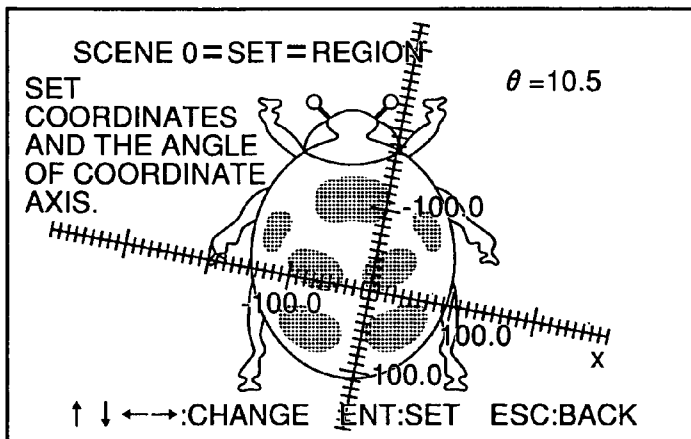 SCENE 0=SET=REGION
θ=10.5
SET
COORDINATES
AND THE ANGLE
OF COORDINATE
AXIS.
-100.0
-100.0
100.0
X
100.0
↑ ↓ ←→:CHANGE ENT:SET ESC:BACK